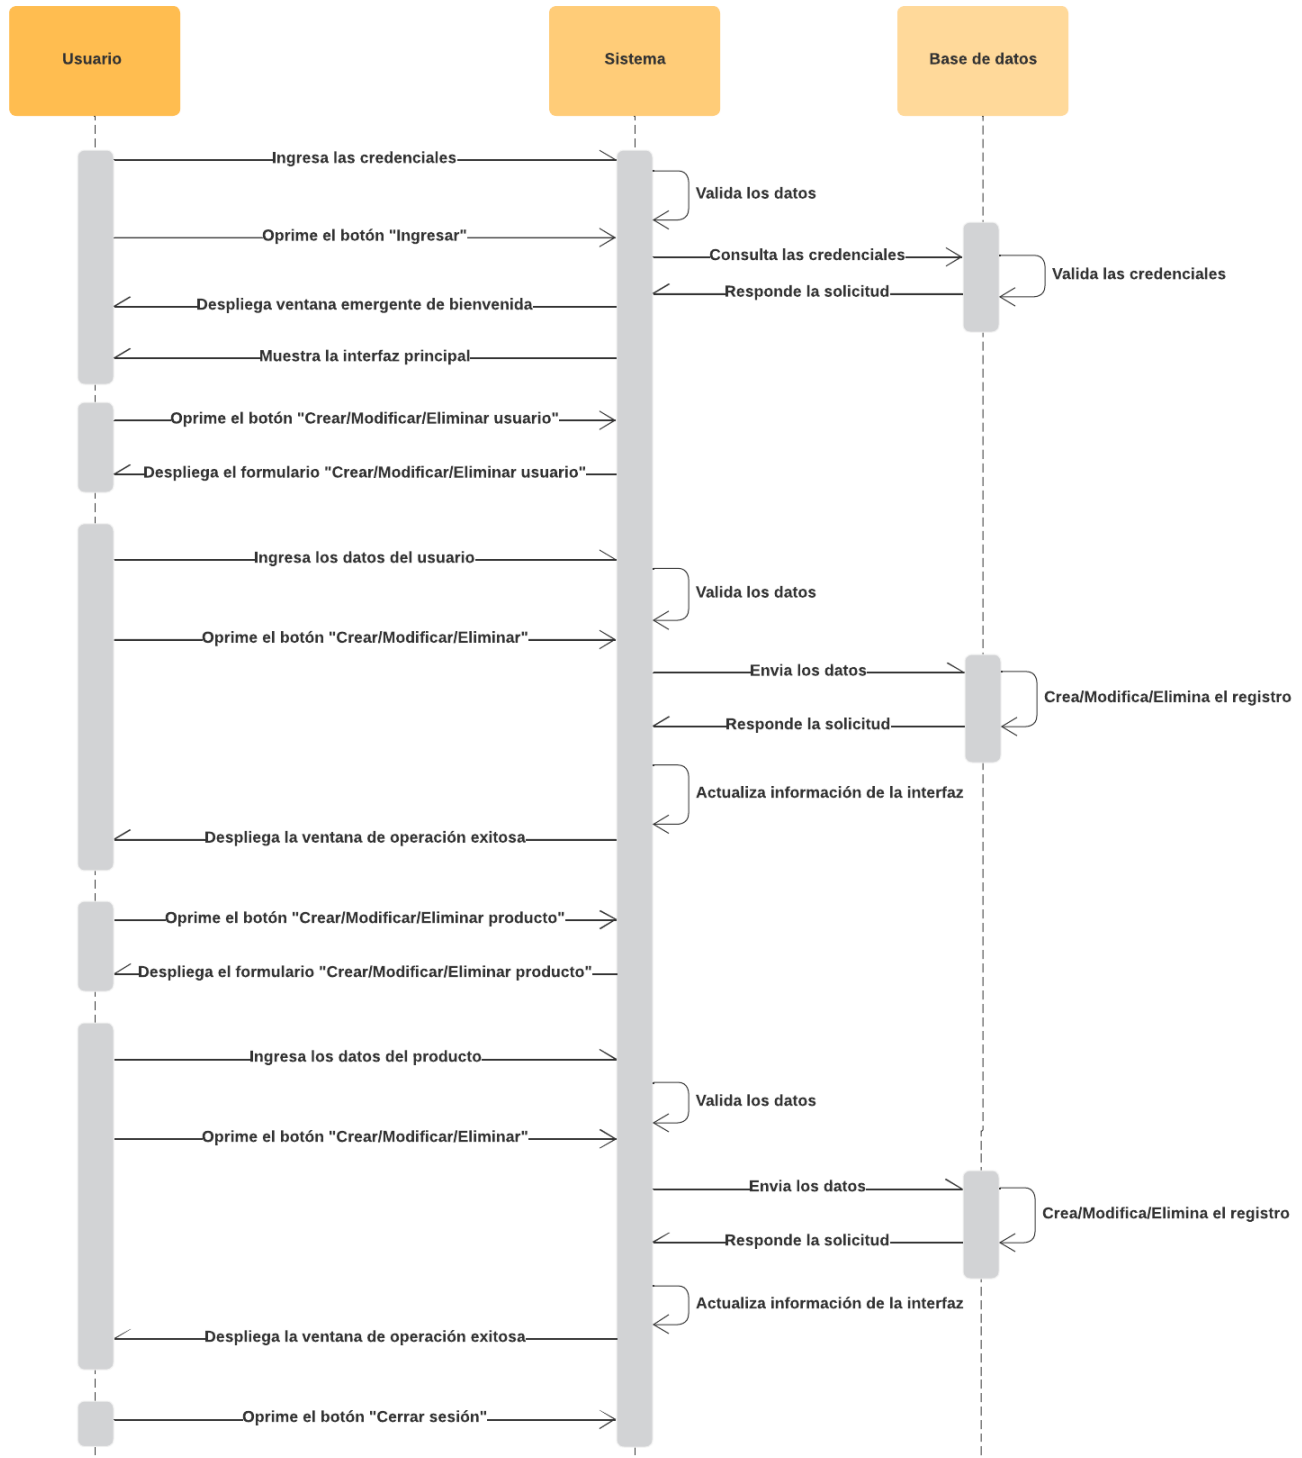 Usuario
Sistema
Base de datos
Ingresa las credenciales
Valida los datos
Oprime el botón "Ingresar"
Consulta las credenciales
Valida las credenciales
Responde la solicitud
Despliega ventana emergente de bienvenida
Muestra la interfaz principal
Oprime el botón "Crear/Modificar/Eliminar usuario"
Despliega el formulario "Crear/Modificar/Eliminar usuario"
Ingresa los datos del usuario
Valida los datos
Oprime el botón "Crear/Modificar/Eliminar"
Envia los datos
Crea/Modifica/Elimina el registro
Responde la solicitud
Actualiza información de la interfaz
Despliega la ventana de operación exitosa
Oprime el botón "Crear/Modificar/Eliminar producto"
Despliega el formulario "Crear/Modificar/Eliminar producto"
Ingresa los datos del producto
Valida los datos
Oprime el botón "Crear/Modificar/Eliminar"
Envia los datos
Crea/Modifica/Elimina el registro
Responde la solicitud
Actualiza información de la interfaz
Despliega la ventana de operación exitosa
Oprime el botón "Cerrar sesión"